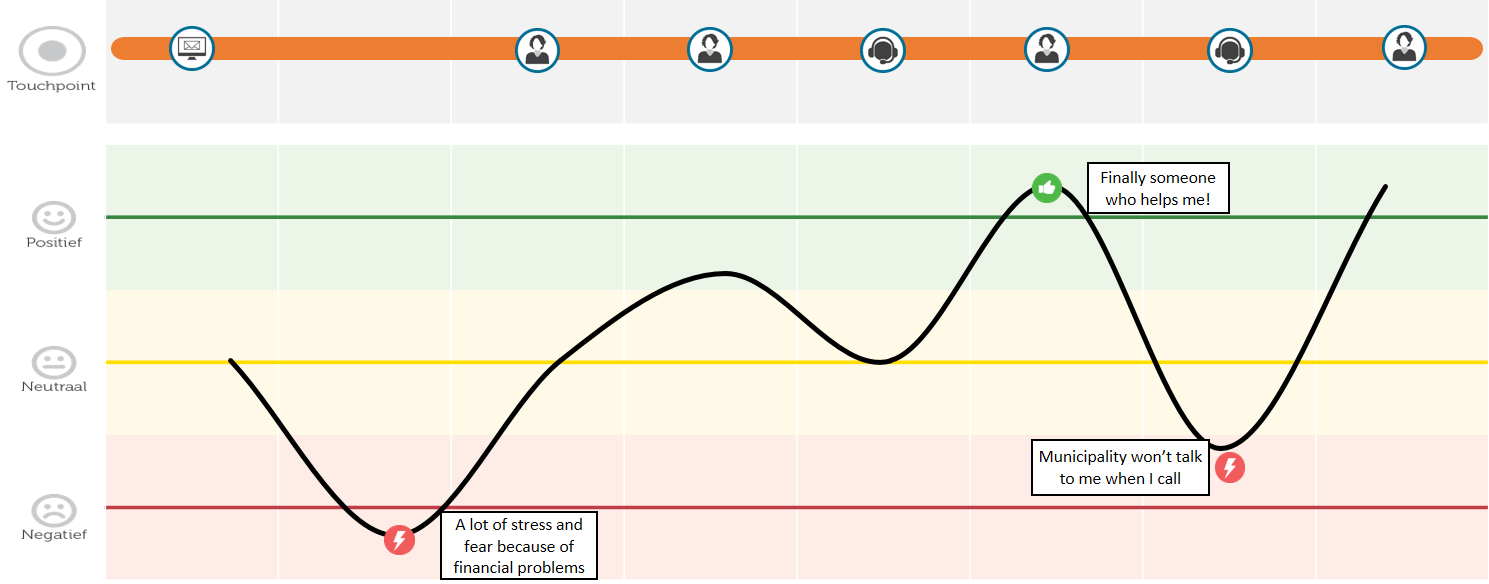 Touchpoint
Positief
Finally someone
who helps me!
Neutraal
Municipality won’t talk
to me when I call
Negatief
A lot of stress and
fear because of
financial problems